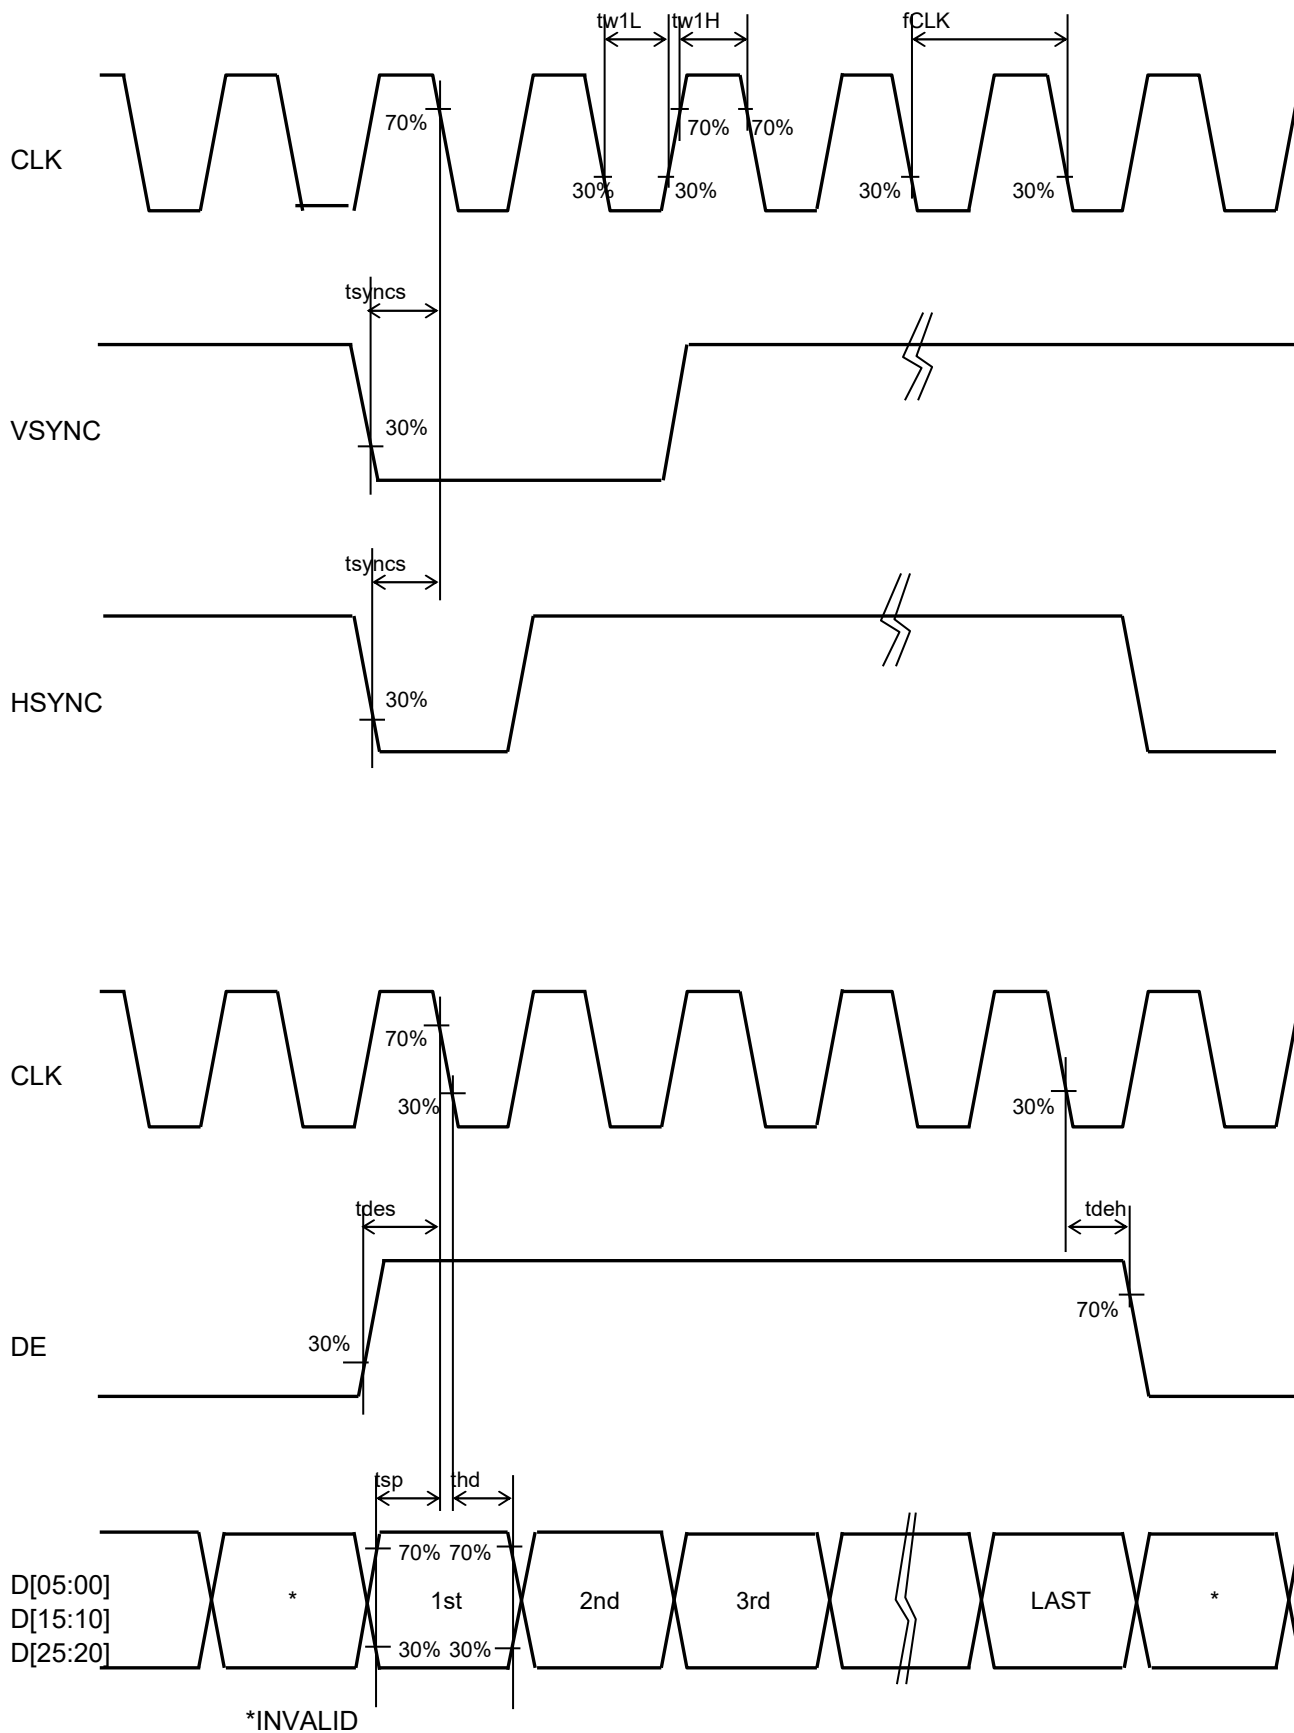 tw1L tw1H fCLK
70% 70% 70%
CLK
30% 30% 30% 30%
tsyncs
VSYNC 30%
tsyncs
HSYNC 30%
70%
CLK
30% 30%
tdes tdeh
70%
DE 30%
tsp thd
70% 70%
D[05:00] * 1st 2nd 3rd LAST *
D[15:10]
D[25:20] 30% 30%
*INVALID